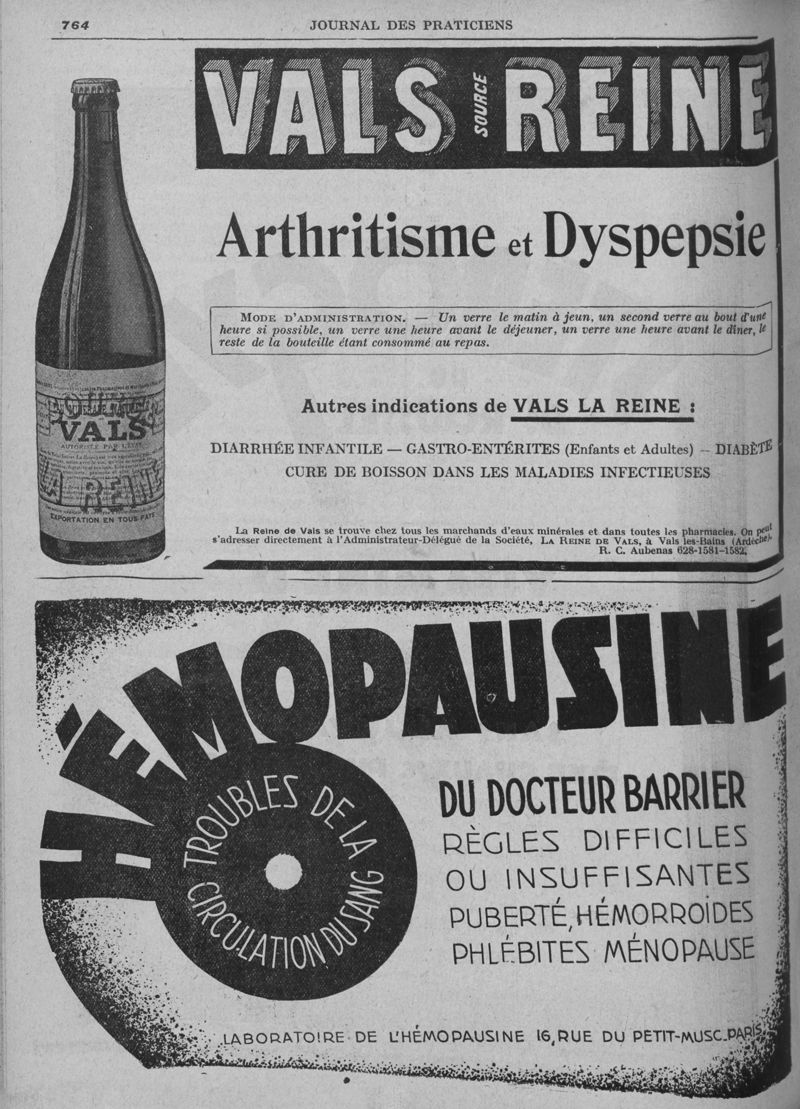 764
JOURNAL DES PRATICIENS
VALS SOURCE REINE
Arthritisme et Dyspepsie
MODE D'ADMINISTRATION. — Un verre le matin à jeun, un second verre au bout d'une
heure si possible, un verre une heure avant le déjeuner, un verre une heure avant le dîner, le
reste de la bouteille étant consommé au repas.
Autres indications de VALS LA REINE :
DIARRHÉE INFANTILE — GASTRO-ENTÉRITES (Enfants et Adultes) — DIABÈTE
CURE DE BOISSON DANS LES MALADIES INFECTIEUSES
VALS
LA REINE
EXPORTATION EN TOUS PAYS
La Reine de Vals se trouve chez tous les marchands d'eaux minérales et dans toutes les pharmacies. On peut
s'adresser directement à l'Administrateur-Délégué de la Société, LA REINE DE VALS, à Vals les-Bains (Ardèche).
R. C. Aubenas 628-1581-1582.
HÉMOPAUSINE
TROUBLES DE LA
CIRCULATION DU SANG
DU DOCTEUR BARRIER
RÈGLES DIFFICILES
OU INSUFFISANTES
PUBERTÉ, HÉMORROÏDES
PHLÉBITES MÉNOPAUSE
LABORATOIRE DE L'HÉMOPAUSINE 16, RUE DU PETIT-MUSC_PARIS